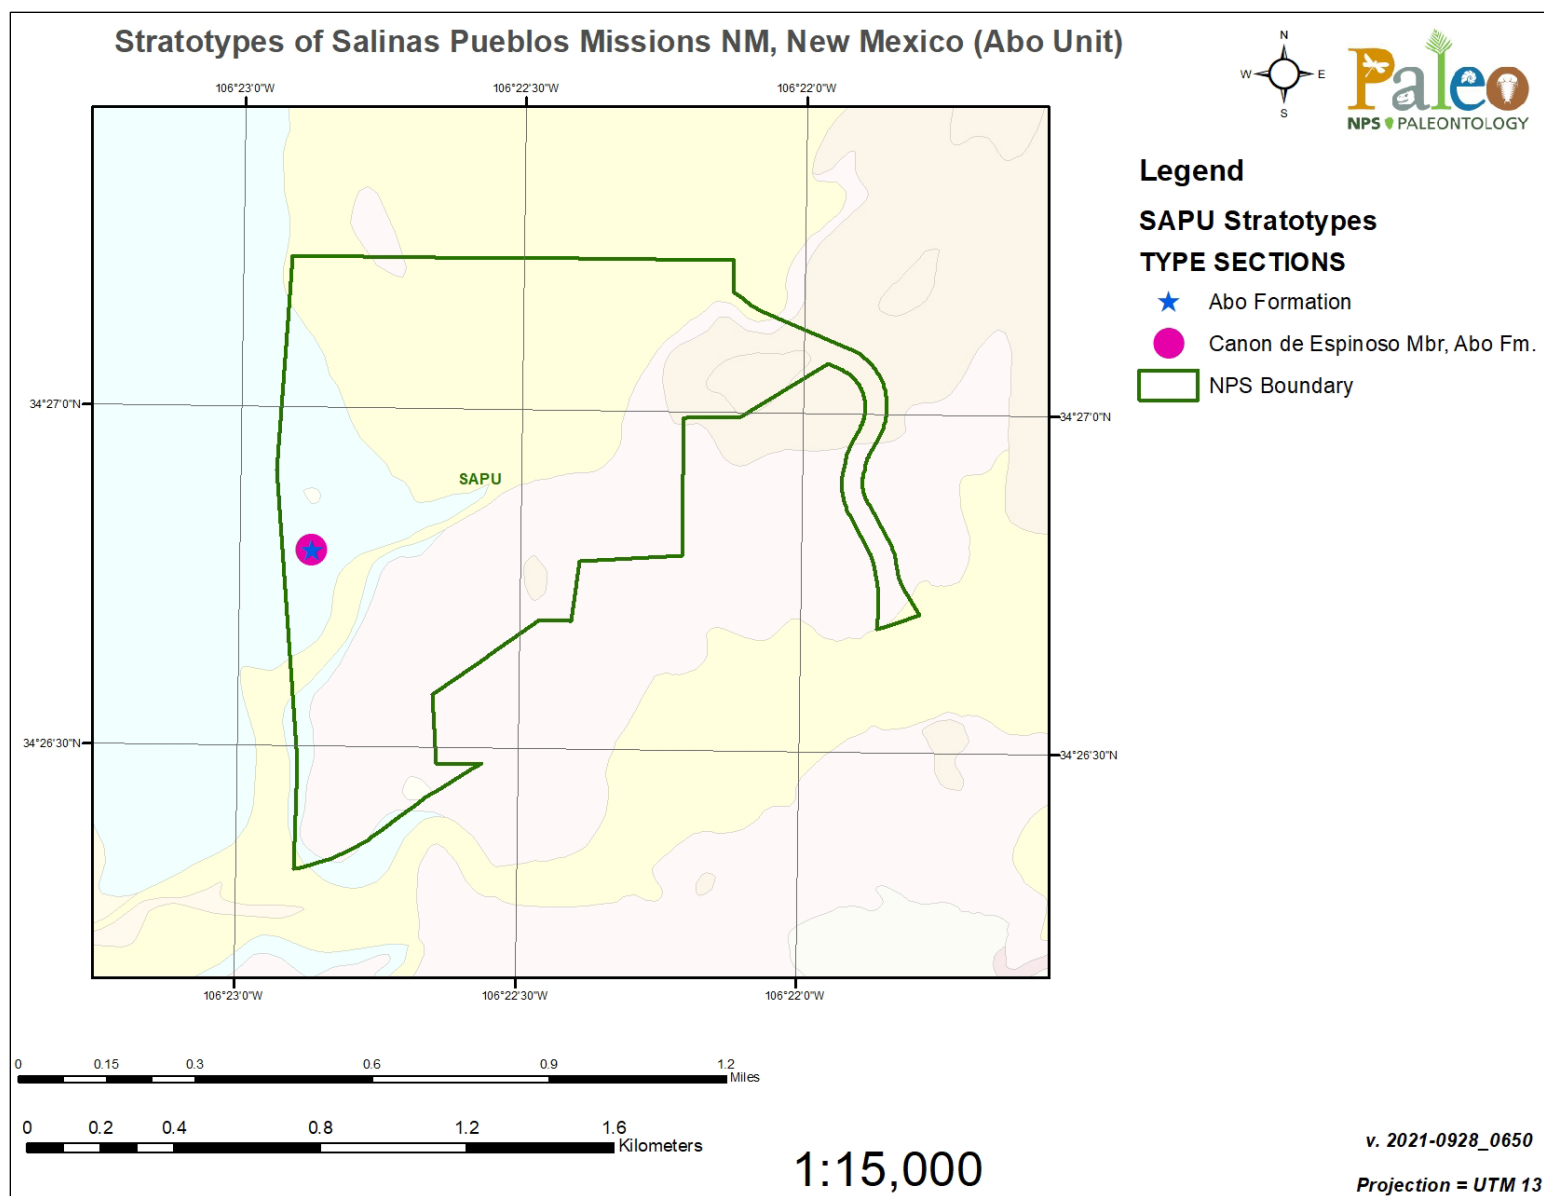 Stratotypes of Salinas Pueblos Missions NM, New Mexico (Abo Unit)
N
W E
S
Paleo
NPS PALEONTOLOGY
106°23'0"W 106°22'30"W 106°22'0"W
Legend
SAPU Stratotypes
TYPE SECTIONS
Abo Formation
Canon de Espinoso Mbr, Abo Fm.
NPS Boundary
34°27'0"N 34°27'0"N
SAPU
34°26'30"N 34°26'30"N
106°23'0"W 106°22'30"W 106°22'0"W
0 0.15 0.3 0.6 0.9 1.2
Miles
0 0.2 0.4 0.8 1.2 1.6
Kilometers
1:15,000
v. 2021-0928_0650
Projection = UTM 13